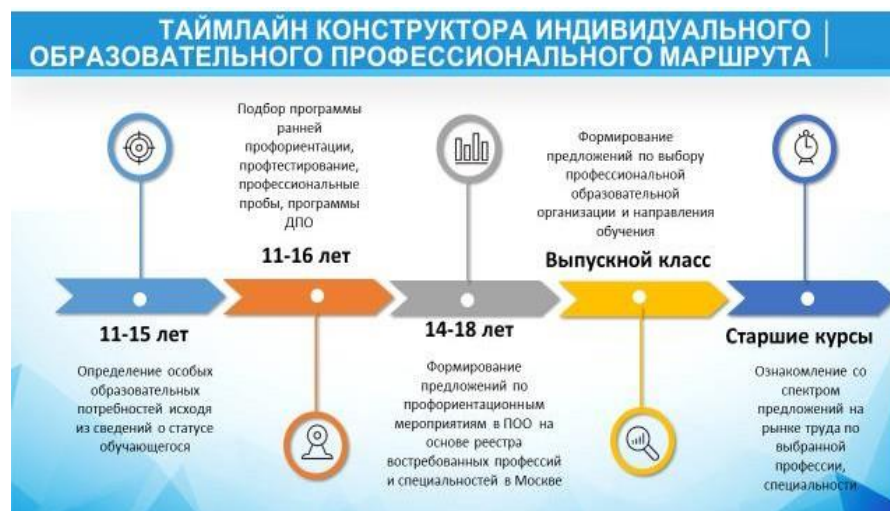 ТАЙМЛАЙН КОНСТРУКТОРА ИНДИВИДУАЛЬНОГО
ОБРАЗОВАТЕЛЬНОГО ПРОФЕССИОНАЛЬНОГО МАРШРУТА
11-15 лет
Определение особых
образовательных
потребностей исходя
из сведений о статусе
обучающегося
Подбор программы
ранней
профориентации,
профтестирование,
профессиональные
пробы, программы
ДПО
11-16 лет
14-18 лет
Формирование
предложений по
профориентационным
мероприятиям в ПОО на
основе реестра
востребованных профессий
и специальностей в Москве
Формирование
предложений по выбору
профессиональной
образовательной
организации и направления
обучения
Выпускной класс
Старшие курсы
Ознакомление со
спектром
предложений на
рынке труда по
выбранной
профессии,
специальности